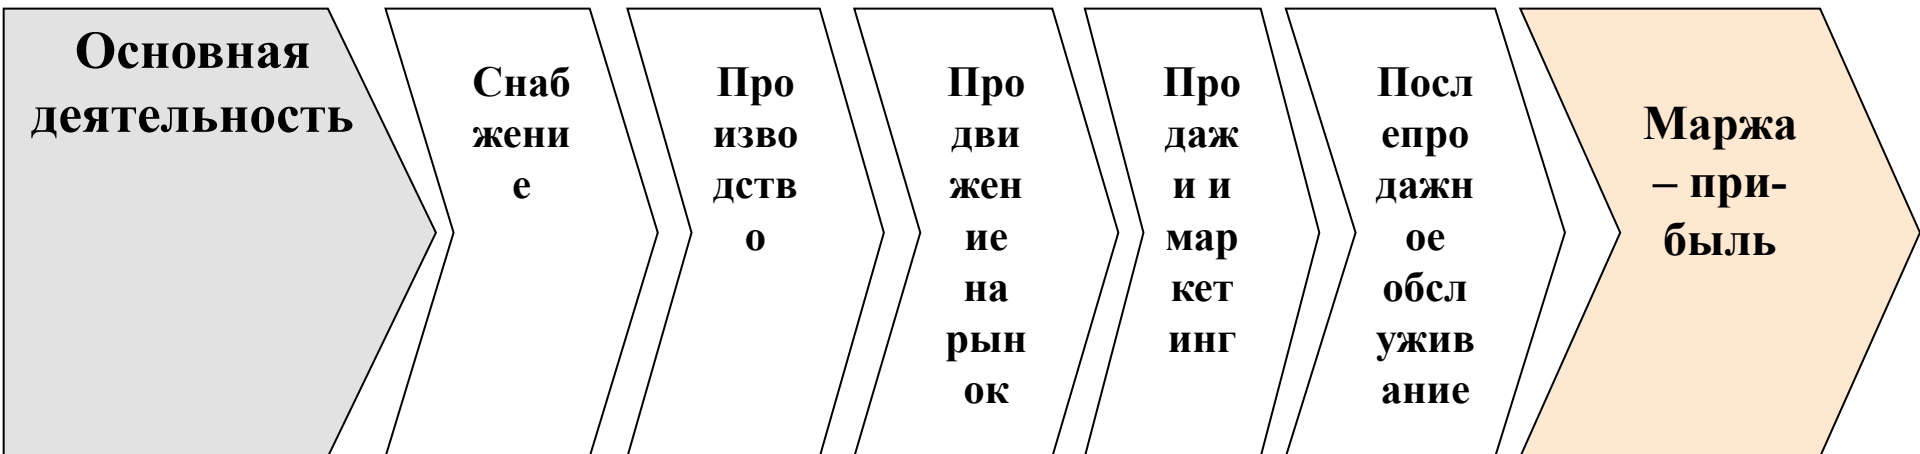 Основная
деятельность
Снаб
жени
е
Про
изво
дств
о
Про
дви
жен
ие
на
рын
ок
Про
даж
и и
мар
кет
инг
Посл
епро
дажн
ое
обсл
ужив
ание
Маржа
– при-
быль